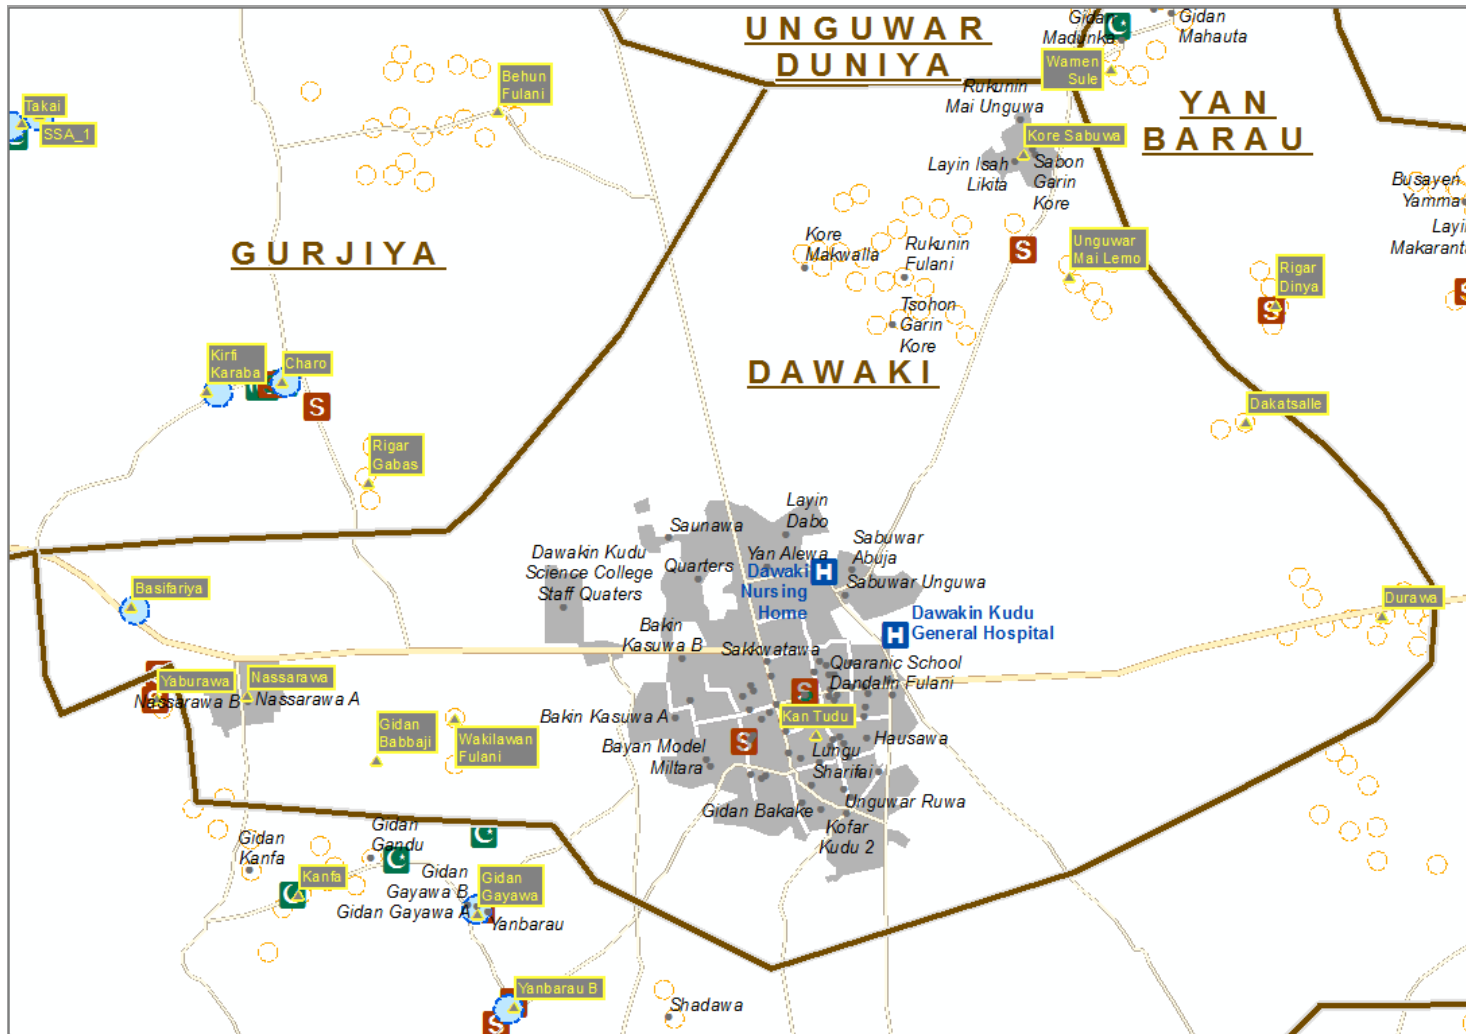 UNGUWAR
DUNIYA
Gidan
Madunka
Gidan
Mahauta
Wamen
Sule
YAN
BARAU
Behun
Fulani
Takai
SSA_1
Rukunin
Mai Unguwa
Kore Sabuwa
Layin Isah
Likita
Sabon
Garin
Kore
Busayen
Yamma
Makaranta
GURJIYA
Kore
Makwalla
Rukunin
Fulani
S
Unguwar
Mai Lemo
Rigar
Dinya
S
Tsohon
Garin
Kore
Kirfi
Karaba
Charo
S
DAWAKI
Dakatsalle
Rigar
Gabas
Layin
Dabo
Saunawa
Dawakin Kudu
Science College
Staff Quaters
Quarters
Yan Alewa
Sabuwar
Abuja
Dawaki
Nursing
Home
H
Sabuwar Unguwa
Basifariya
Durawa
Dawakin Kudu
General Hospital
H
Bakin
Kasuwa B
Sakkwatawa
Quaranic School
Dandalin Fulani
Yaburawa
Nassarawa
Nassarawa B
Nassarawa A
S
S
Gidan
Babbaji
Wakilawan
Fulani
Bakin Kasuwa A
Kan Tudu
Bayan Model
Miltara
S
Lungu
Sharifai
Hausawa
Gidan Bakake
Unguwar Ruwa
Kofar
Kudu 2
Gidan
Kanfa
Gidan
Gandu
Kanfa
Gidan
Gayawa B
Gidan Gayawa A
Gidan
Gayawa
Yanbarau
Yanbarau B
S
Shadawa